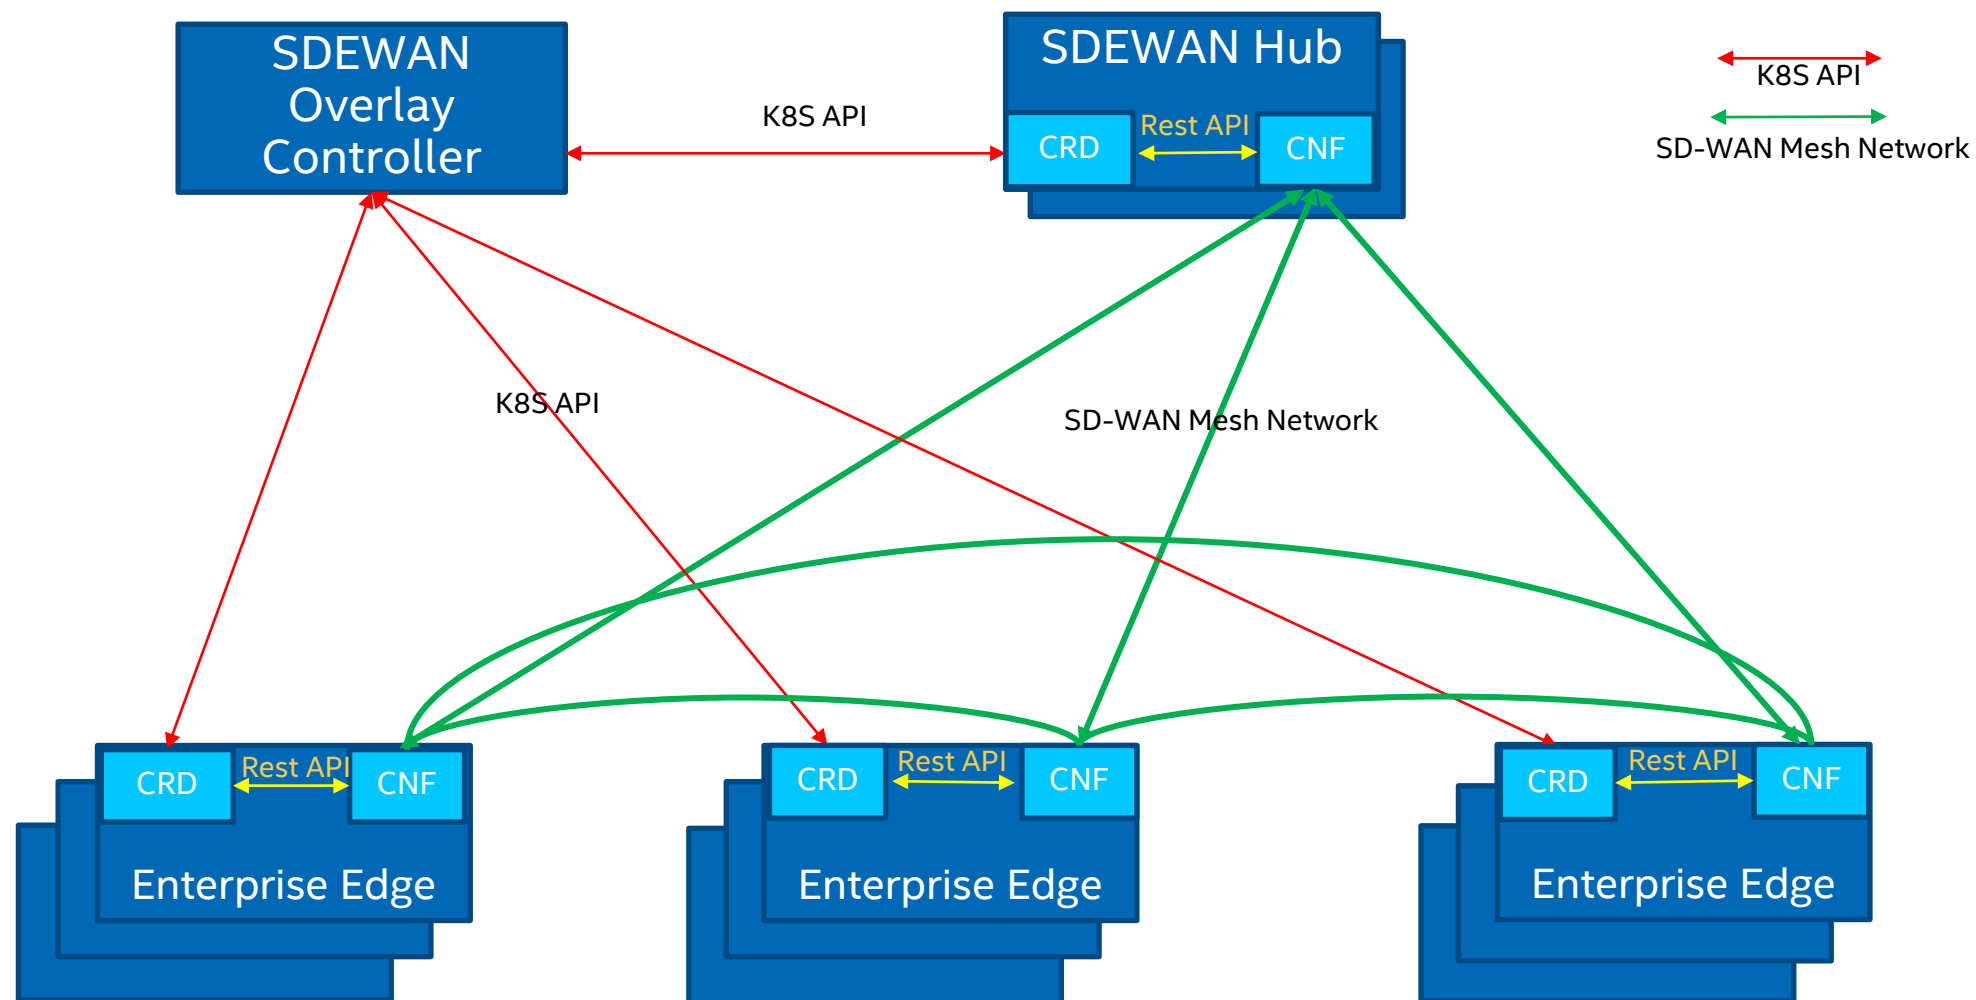 SDEWAN
Overlay
Controller
K8S API
SDEWAN Hub
CRD
Rest API
CNF
K8S API
SD-WAN Mesh Network
K8S API
SD-WAN Mesh Network
CRD
Rest API
CNF
Enterprise Edge
CRD
Rest API
CNF
Enterprise Edge
CRD
Rest API
CNF
Enterprise Edge